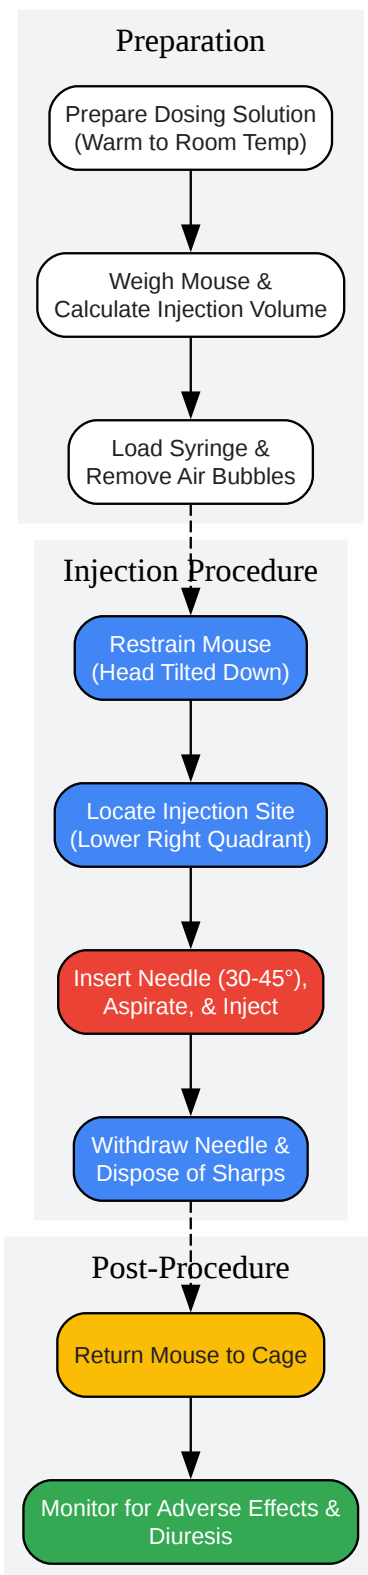 Preparation
Prepare Dosing Solution
(Warm to Room Temp)
Weigh Mouse &
Calculate Injection Volume
Load Syringe &
Remove Air Bubbles
Injection Procedure
Restrain Mouse
(Head Tilted Down)
Locate Injection Site
(Lower Right Quadrant)
Insert Needle (30-45°),
Aspirate, & Inject
Withdraw Needle &
Dispose of Sharps
Post-Procedure
Return Mouse to Cage
Monitor for Adverse Effects &
Diuresis